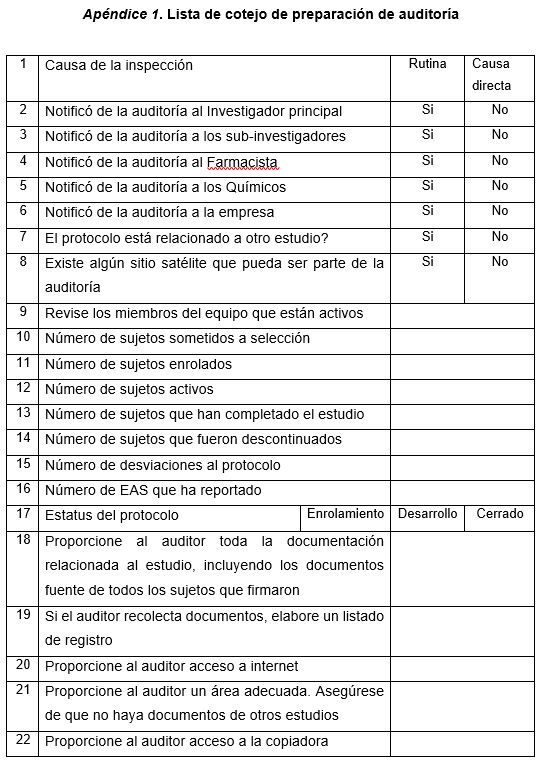 Apéndice 1. Lista de cotejo de preparación de auditoría
1 Causa de la inspección Rutina Causa
directa
2 Notificó de la auditoría al Investigador principal Si No
3 Notificó de la auditoría a los sub-investigadores Si No
4 Notificó de la auditoría al Farmacista Si No
5 Notificó de la auditoría a los Químicos Si No
6 Notificó de la auditoría a la empresa Si No
7 El protocolo está relacionado a otro estudio? Si No
8 Existe algún sitio satélite que pueda ser parte de la Si No
auditoría
9 Revise los miembros del equipo que están activos
10 Número de sujetos sometidos a selección
11 Número de sujetos enrolados
12 Número de sujetos activos
13 Número de sujetos que han completado el estudio
14 Número de sujetos que fueron descontinuados
15 Número de desviaciones al protocolo
16 Número de EAS que ha reportado
17 Estatus del protocolo Enrolamiento Desarrollo Cerrado
18 Proporcione al auditor toda la documentación
relacionada al estudio, incluyendo los documentos
fuente de todos los sujetos que firmaron
19 Si el auditor recolecta documentos, elabore un listado
de registro
20 Proporcione al auditor acceso a internet
21 Proporcione al auditor un área adecuada. Asegúrese
de que no haya documentos de otros estudios
22 Proporcione al auditor acceso a la copiadora